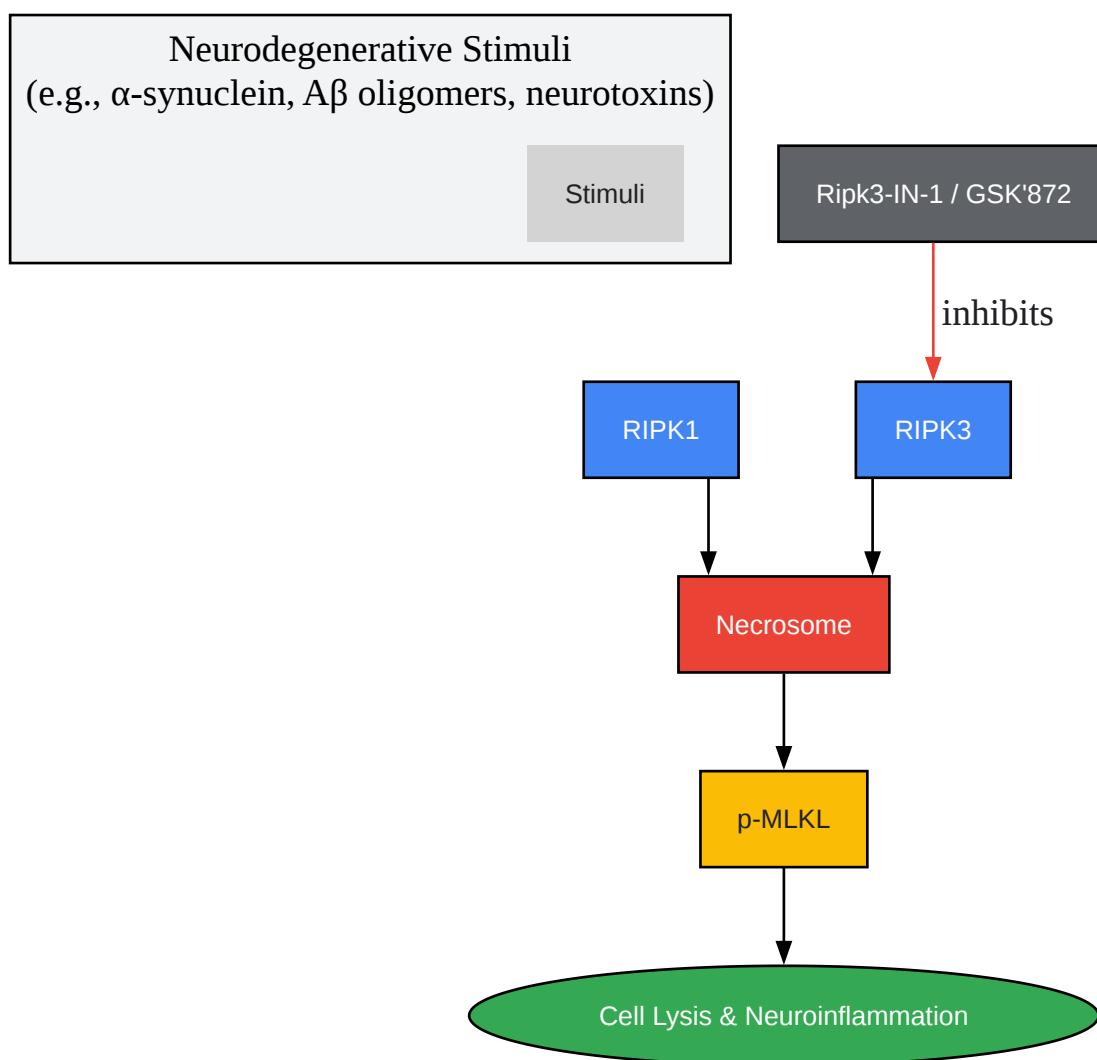 Neurodegenerative Stimuli
(e.g., α-synuclein, Aβ oligomers, neurotoxins)
Stimuli
Ripk3-IN-1 / GSK'872
inhibits
RIPK1
RIPK3
Necrosome
p-MLKL
Cell Lysis & Neuroinflammation